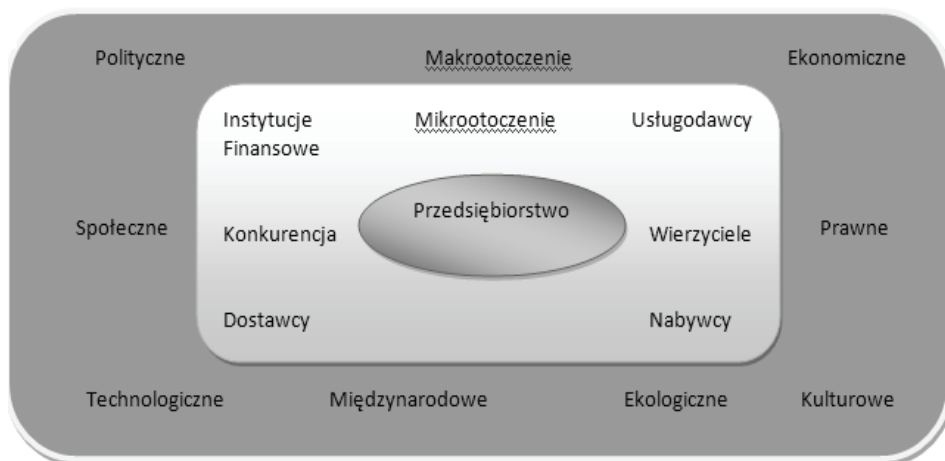 Polityczne
Makrootoczenie
Ekonomiczne
Instytucje
Finansowe
Mikrootoczenie
Usługodawcy
Przedsiębiorstwo
Społeczne
Konkurencja
Wierzyciele
Prawne
Dostawcy
Nabywcy
Technologiczne
Międzynarodowe
Ekologiczne
Kulturowe